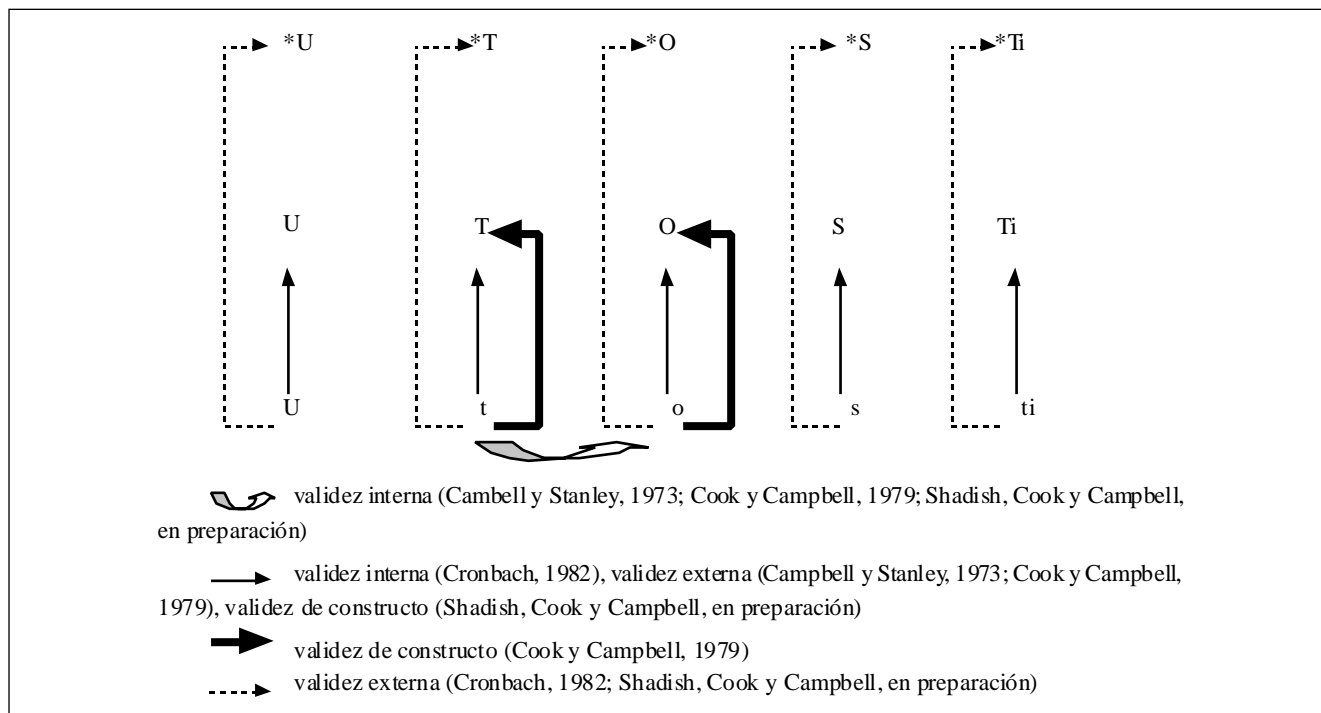 *U *T *O *S *Ti
U T O S Ti
U t o s ti
validez interna (Cambell y Stanley, 1973; Cook y Campbell, 1979; Shadish, Cook y Campbell,
en preparación)
validez interna (Cronbach, 1982), validez externa (Campbell y Stanley, 1973; Cook y Campbell,
1979), validez de constructo (Shadish, Cook y Campbell, en preparación)
validez de constructo (Cook y Campbell, 1979)
validez externa (Cronbach, 1982; Shadish, Cook y Campbell, en preparación)